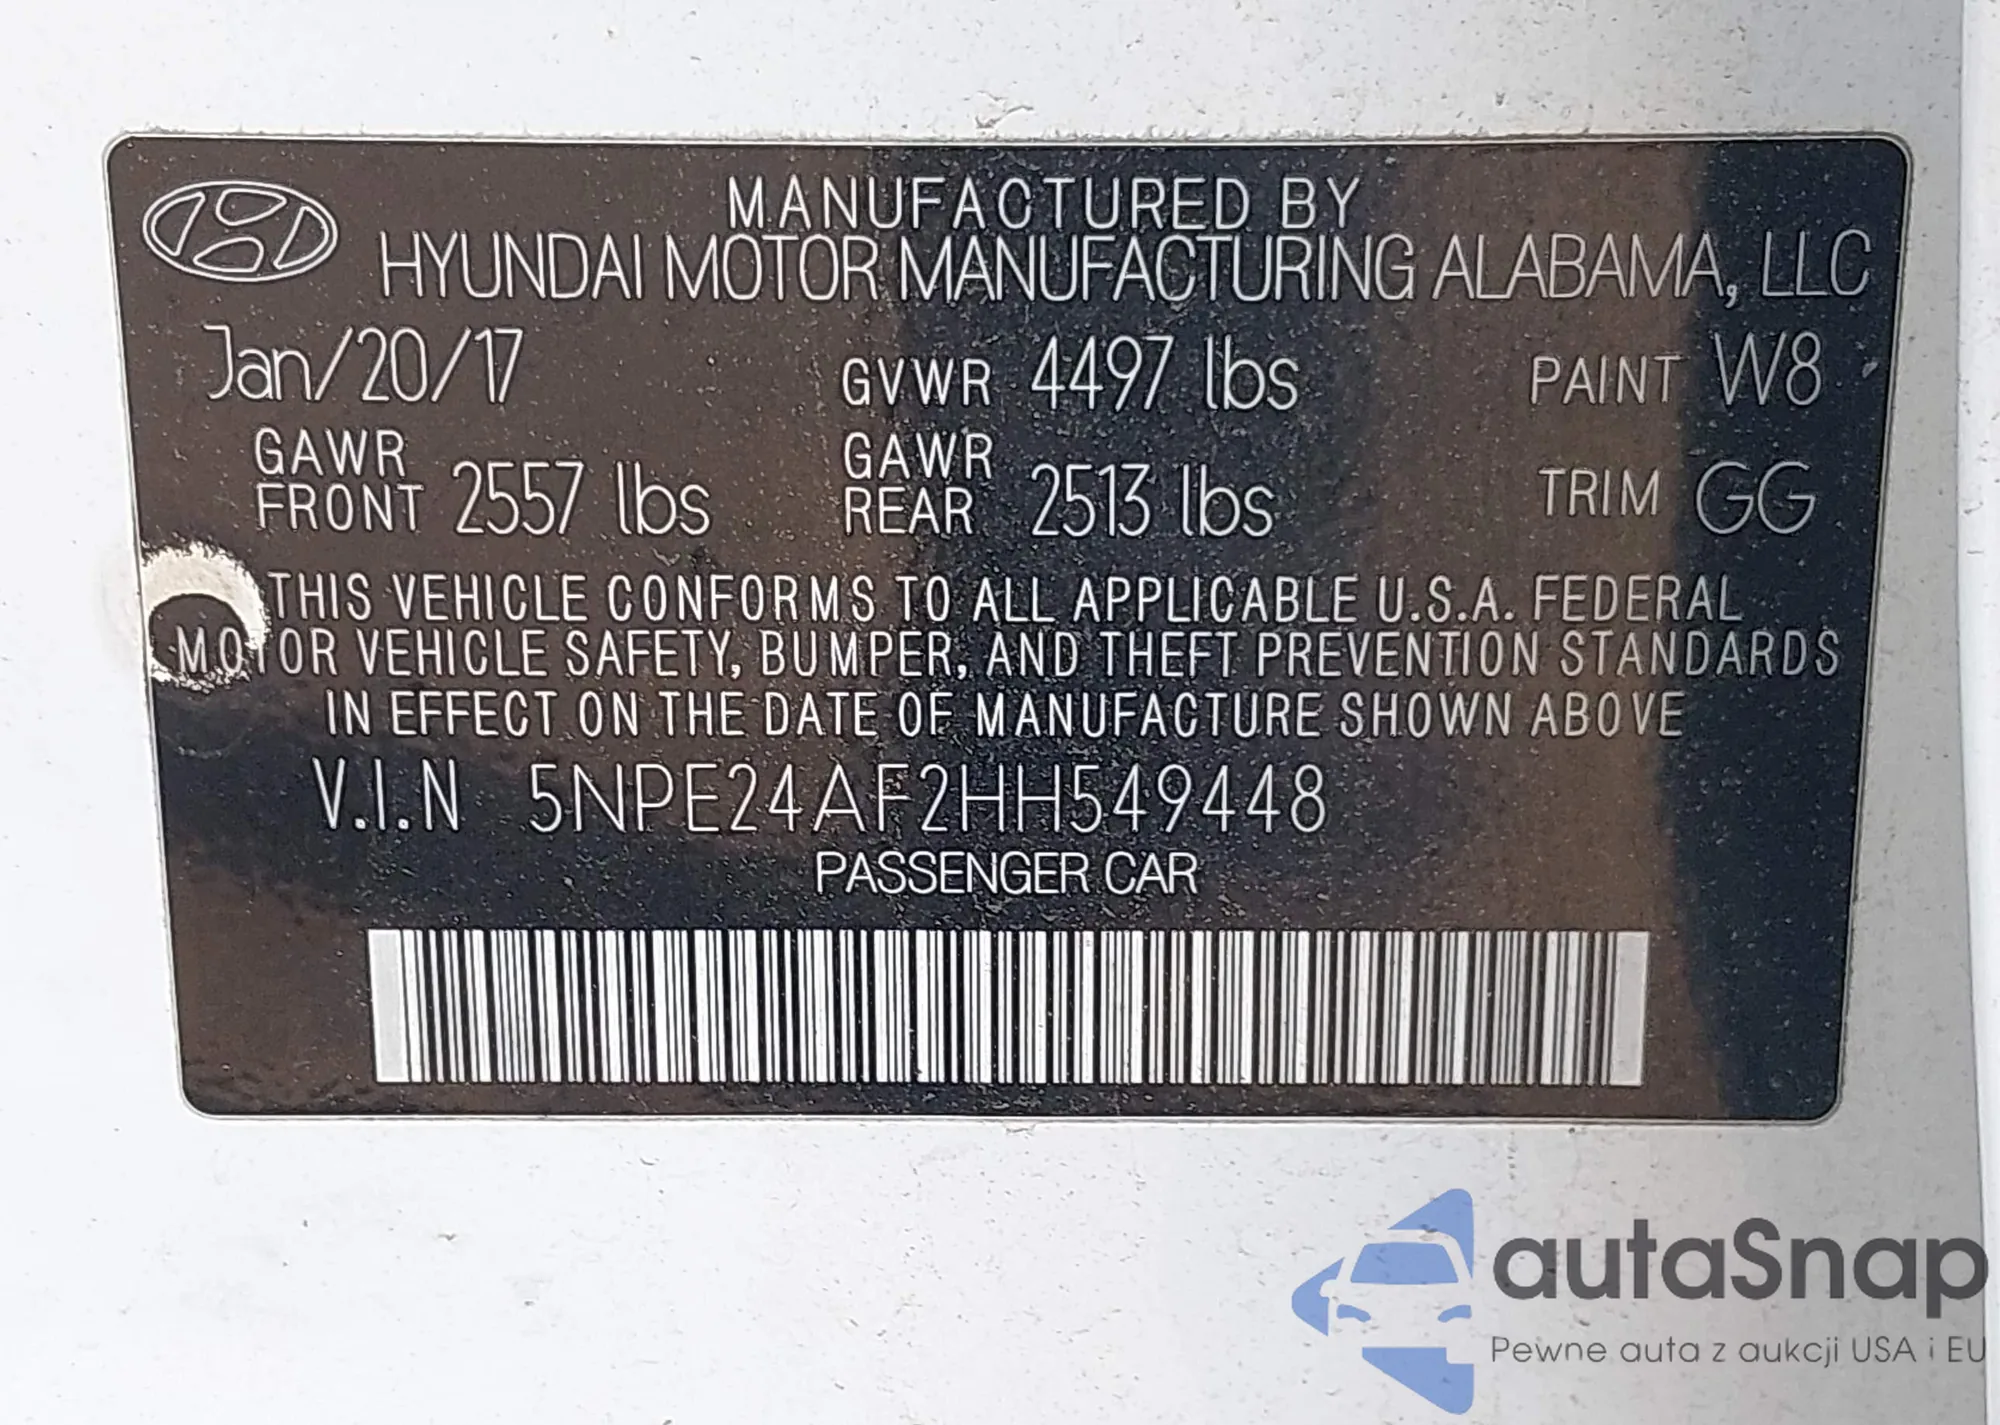 MANUFACTURED BY
HYUNDAI MOTOR MANUFACTURING ALABAMA, LLC
Jan/20/17 GVWR 4497 lbs PAINT W8
GAWR FRONT 2557 lbs GAWR REAR 2513 lbs TRIM GG
THIS VEHICLE CONFORMS TO ALL APPLICABLE U.S.A. FEDERAL
MOTOR VEHICLE SAFETY, BUMPER, AND THEFT PREVENTION STANDARDS
IN EFFECT ON THE DATE OF MANUFACTURE SHOWN ABOVE
V.I.N 5NPE24AF2HH549448
PASSENGER CAR
autaSnap
Pewne auta z aukcji USA i EU